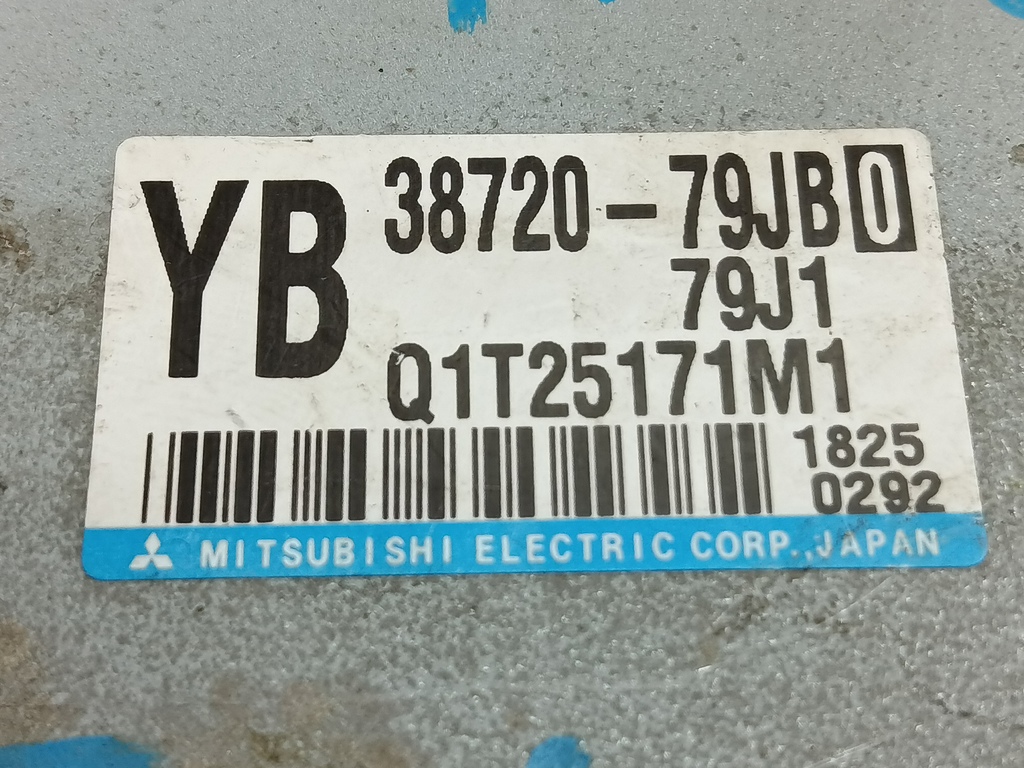 YB 38720-79JB0
79J1
Q1T25171M1
1825
0292
MITSUBISHI ELECTRIC CORP., JAPAN